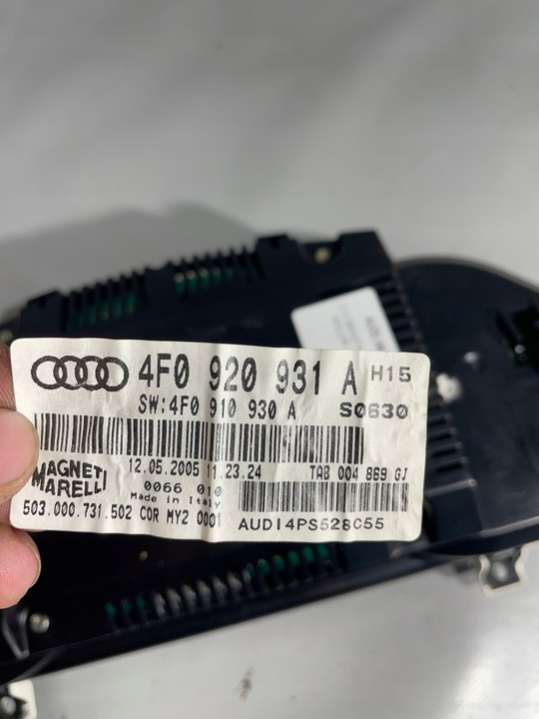 4F0 920 931 A H15
SW:4F0 910 930 A S0630
12.05.2005 11.23.24 TAB 004 869 GJ
MAGNETI
MARELLI
0066 010
Made in Italy
503.000.731.502 COR MY2 0001
AUDI4PS528C55